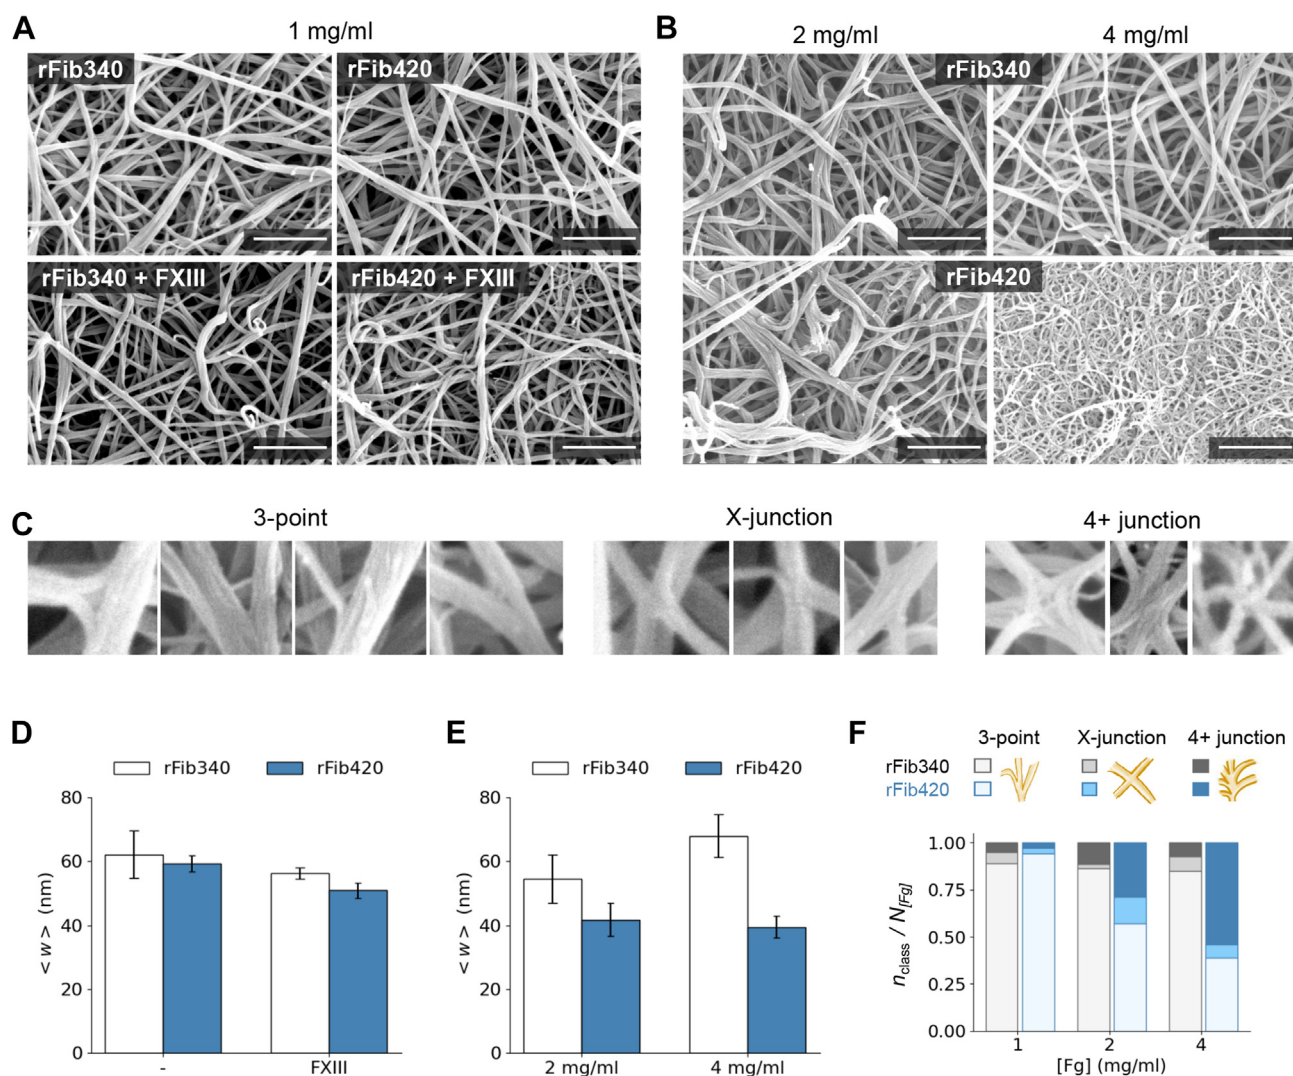 A
1 mg/ml
rFib340
rFib420
rFib340 + FXIII
rFib420 + FXIII
B
2 mg/ml
4 mg/ml
rFib340
rFib420
C
3-point
X-junction
4+ junction
D
rFib340
rFib420
< w > (nm)
80
60
40
20
0
-
FXIII
E
rFib340
rFib420
< w > (nm)
80
60
40
20
0
2 mg/ml
4 mg/ml
F
3-point
X-junction
4+ junction
rFib340
rFib420
n class / N [Fg]
1.00
0.75
0.50
0.25
0.00
1
2
4
[Fg] (mg/ml)